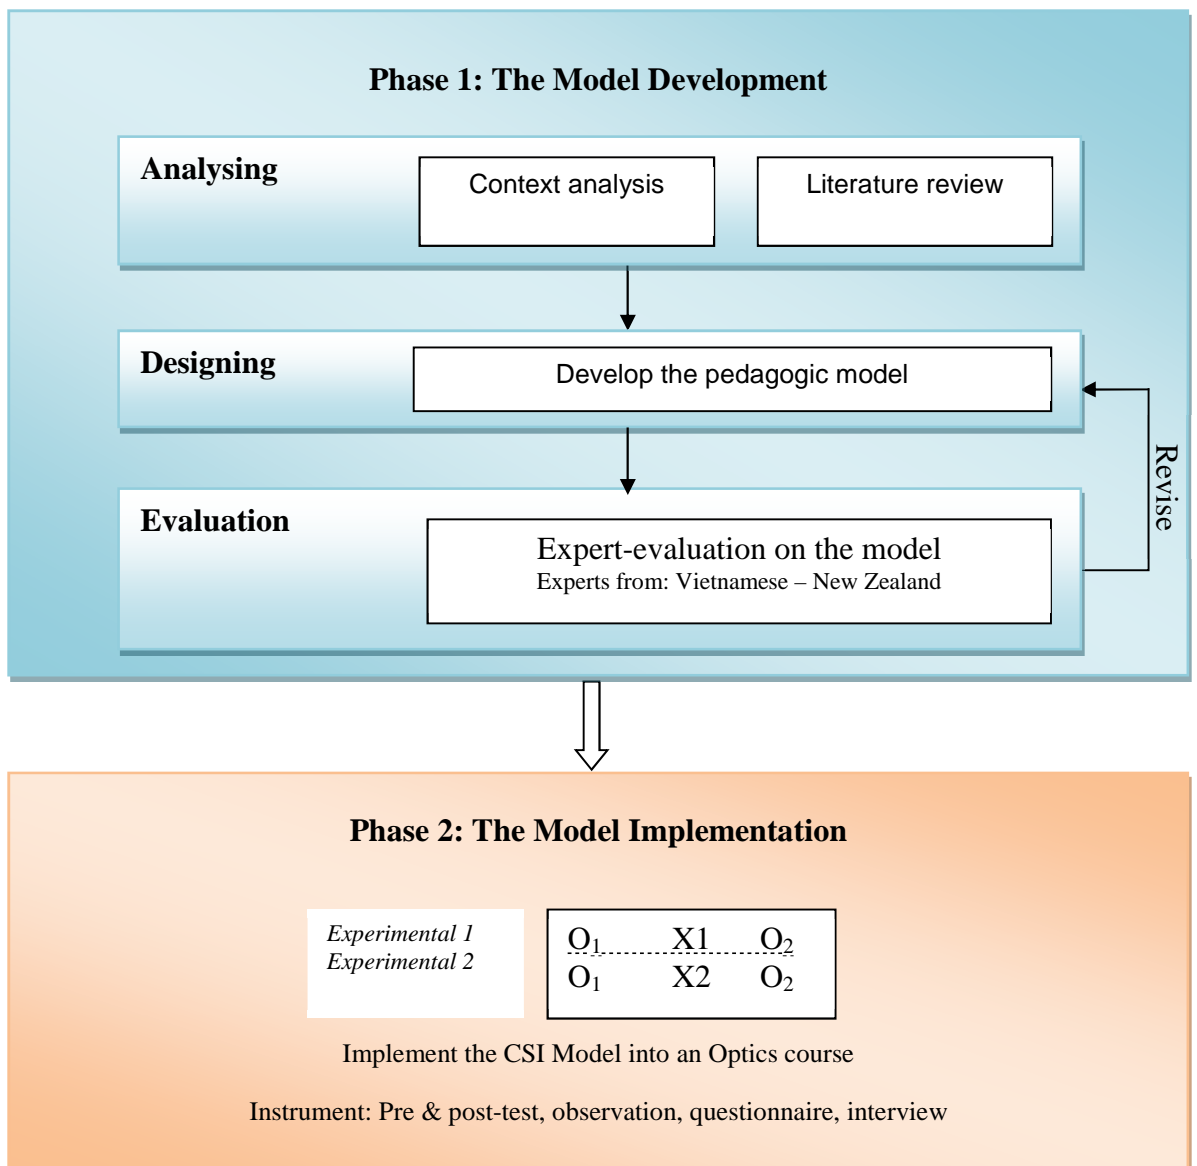 Phase 1: The Model Development
Analysing
Context analysis
Literature review
Designing
Develop the pedagogic model
Revise
Evaluation
Expert-evaluation on the model
Experts from: Vietnamese – New Zealand
Phase 2: The Model Implementation
Experimental 1
Experimental 2
O₁ X1 O₂
O₁ X2 O₂
Implement the CSI Model into an Optics course
Instrument: Pre & post-test, observation, questionnaire, interview